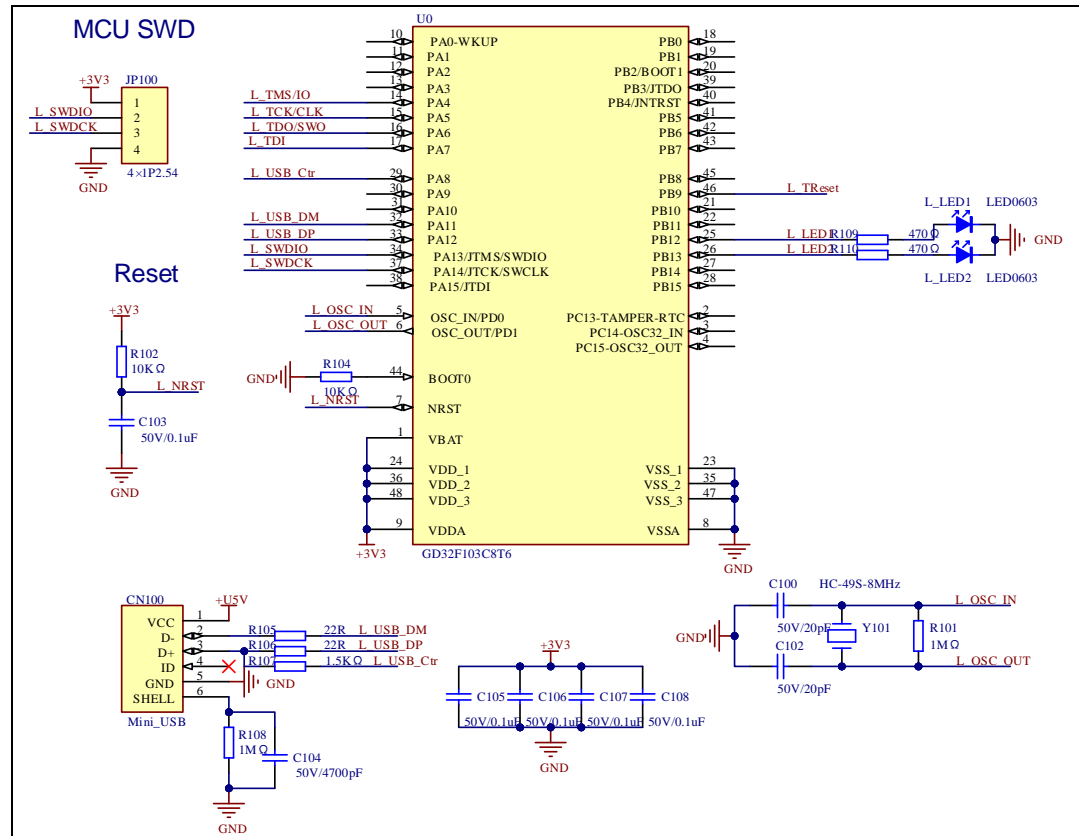 MCU SWD
+3V3
JP100
1
L_SWDIO
2
L_SWDCK
3
4
GND
4×1P2.54
Reset
+3V3
R102
10KΩ
L_NRST
C103
50V/0.1uF
GND
U0
10 PA0-WKUP
11 PA1
12 PA2
13 PA3
L_TMS/IO 14 PA4
L_TCK/CLK 15 PA5
L_TDO/SWO 16 PA6
L_TDI 17 PA7
L_USB_Ctr 29 PA8
30 PA9
31 PA10
L_USB_DM 32 PA11
L_USB_DP 33 PA12
L_SWDIO 34 PA13/JTMS/SWDIO
L_SWDCK 37 PA14/JTCK/SWCLK
38 PA15/JTDI
L_OSC_IN 5 OSC_IN/PD0
L_OSC_OUT 6 OSC_OUT/PD1
R104
GND 44 BOOT0
10KΩ
L_NRST 7 NRST
1 VBAT
24 VDD_1
36 VDD_2
48 VDD_3
9 VDDA
+3V3
PB0 18
PB1 19
PB2/BOOT1 20
PB3/JTDO 39
PB4/JNTRST 40
PB5 41
PB6 42
PB7 43
PB8 45
PB9 46 L_TReset
PB10 21
PB11 22
PB12 25 L_LED1 R109 470Ω
PB13 26 L_LED2 R110 470Ω
PB14 27
PB15 28
L_LED1 LED0603
GND
L_LED2 LED0603
PC13-TAMPER-RTC 2
PC14-OSC32_IN 3
PC15-OSC32_OUT 4
VSS_1 23
VSS_2 35
VSS_3 47
VSSA 8
GND
GD32F103C8T6
CN100
+U5V
VCC 1
D- 2 R105 22R L_USB_DM
D+ 3 R106 22R L_USB_DP
ID 4 R107 1.5KΩ L_USB_Ctr
GND 5 GND
SHELL 6
Mini_USB
R108
1MΩ
C104
50V/4700pF
GND
+3V3
C105 C106 C107 C108
50V/0.1uF 50V/0.1uF 50V/0.1uF 50V/0.1uF
GND
C100 HC-49S-8MHz
L_OSC_IN
50V/20pF
GND
Y101
R101
1MΩ
C102
L_OSC_OUT
50V/20pF